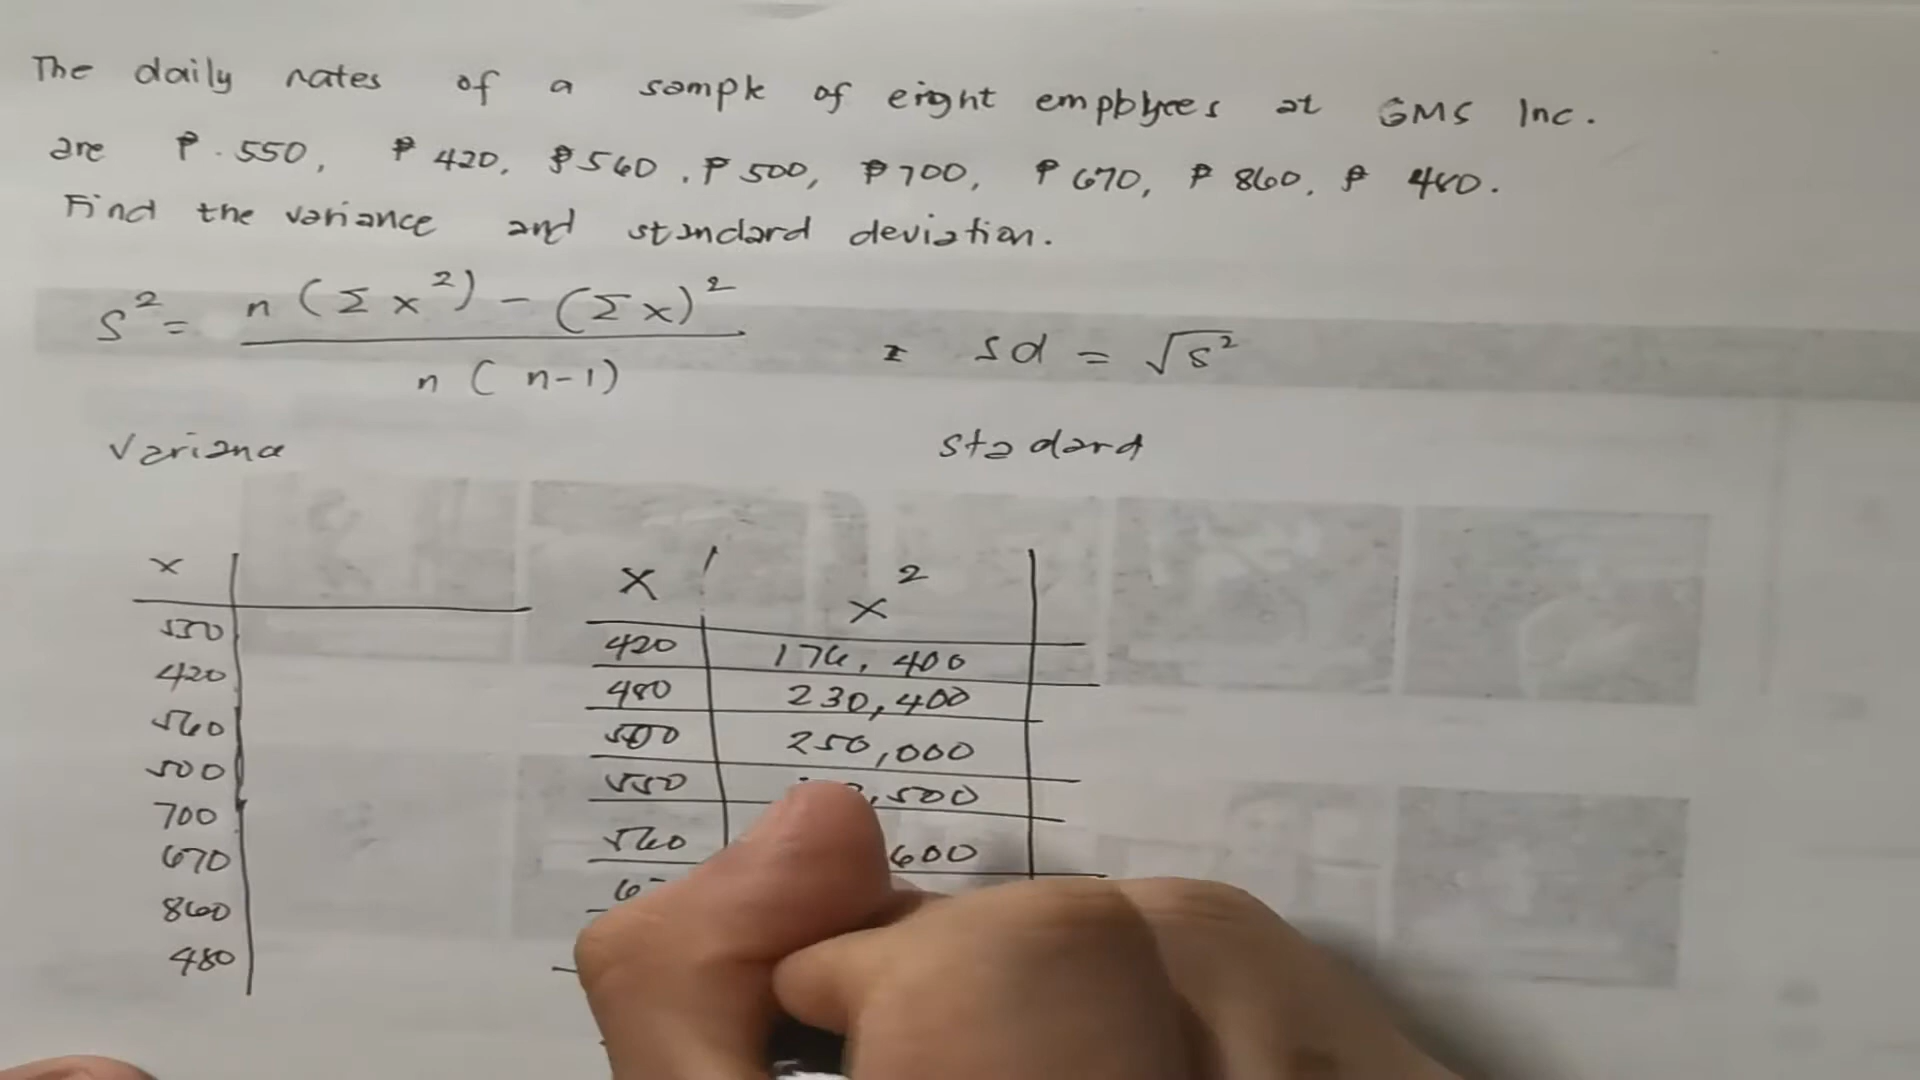 The daily rates of a sample of eight employees at GMS Inc.
are ₱ 550, ₱ 420, ₱ 560, ₱ 500, ₱ 700, ₱ 670, ₱ 860, ₱ 480.
Find the variance and standard deviation.
s² = n (Σx²) - (Σx)² / n (n-1)
sd = √s²
Variance
Stadard
x
550
420
560
500
700
670
860
480
x x²
420 176,400
480 230,400
500 250,000
550 ,500
560 600